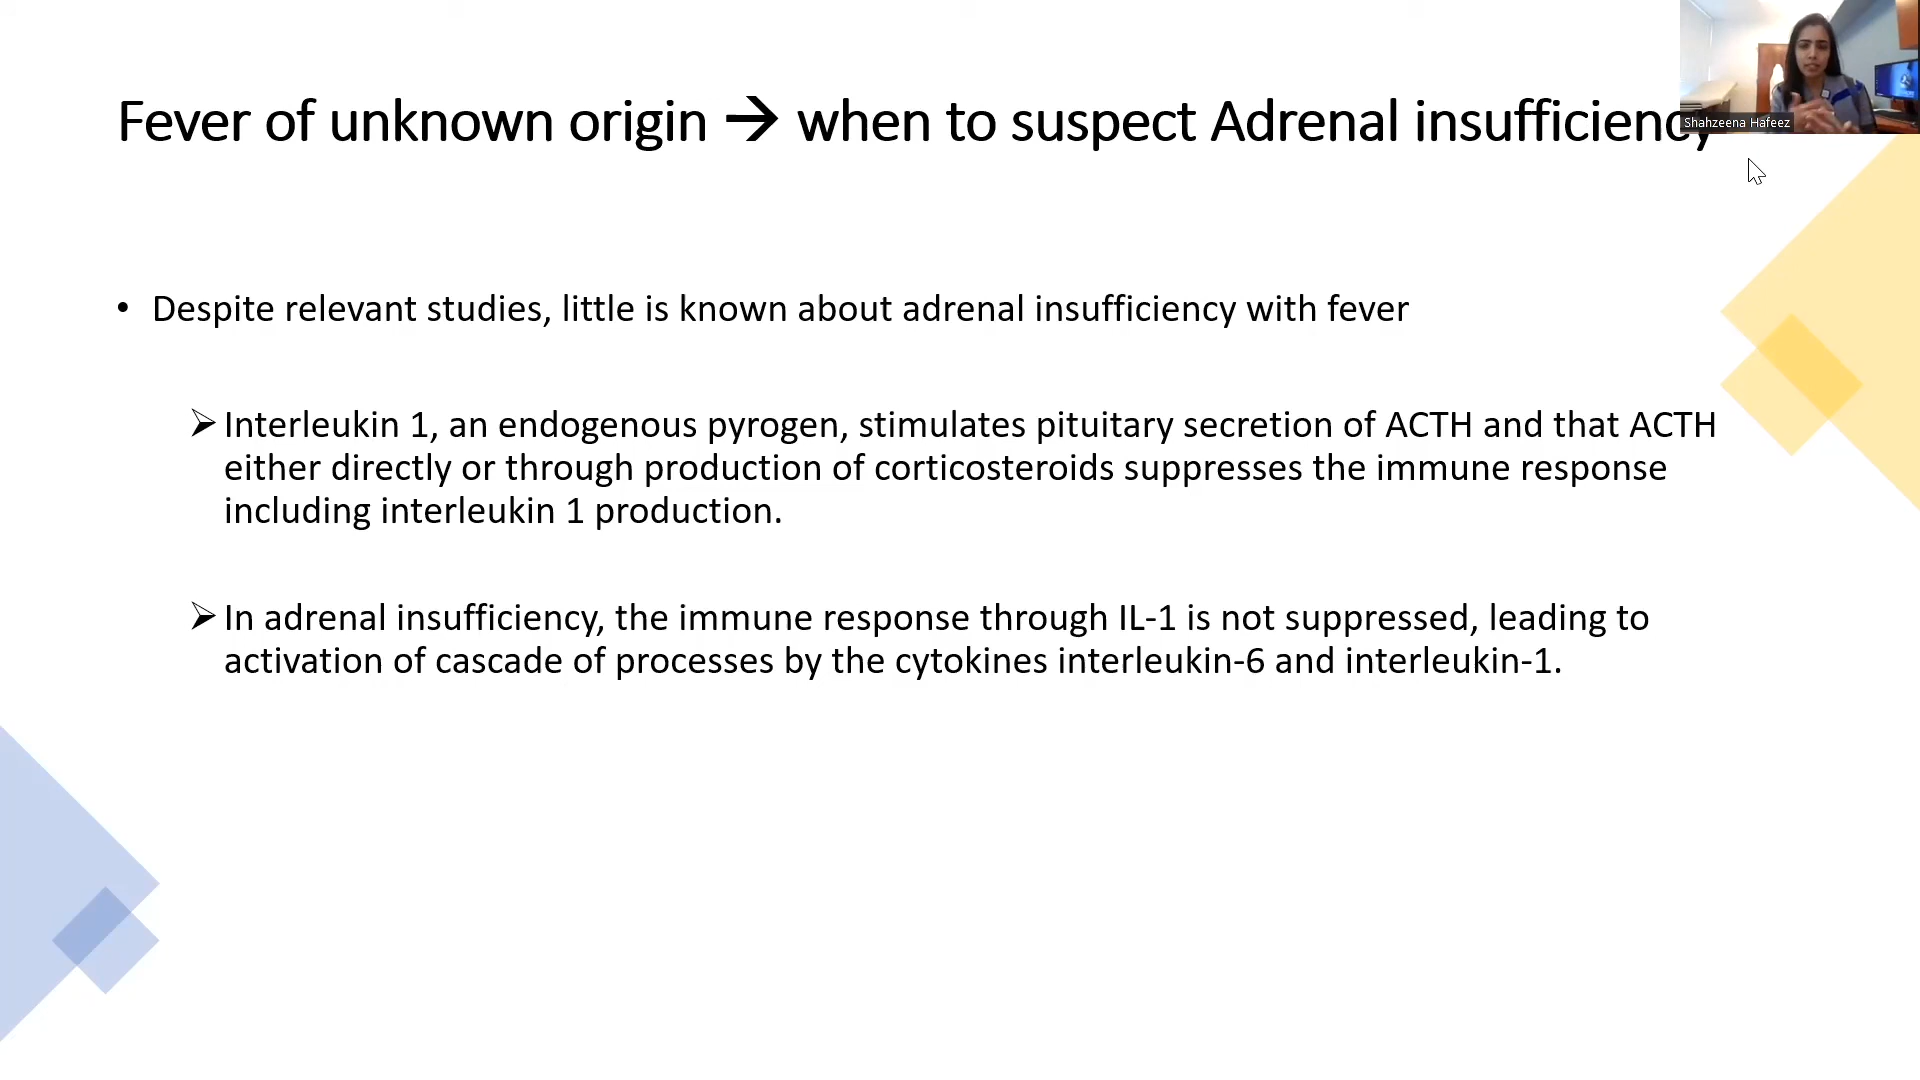 Fever of unknown origin → when to suspect Adrenal insufficiency
Shahzeena Hafeez
• Despite relevant studies, little is known about adrenal insufficiency with fever
➢ Interleukin 1, an endogenous pyrogen, stimulates pituitary secretion of ACTH and that ACTH
either directly or through production of corticosteroids suppresses the immune response
including interleukin 1 production.
➢ In adrenal insufficiency, the immune response through IL-1 is not suppressed, leading to
activation of cascade of processes by the cytokines interleukin-6 and interleukin-1.